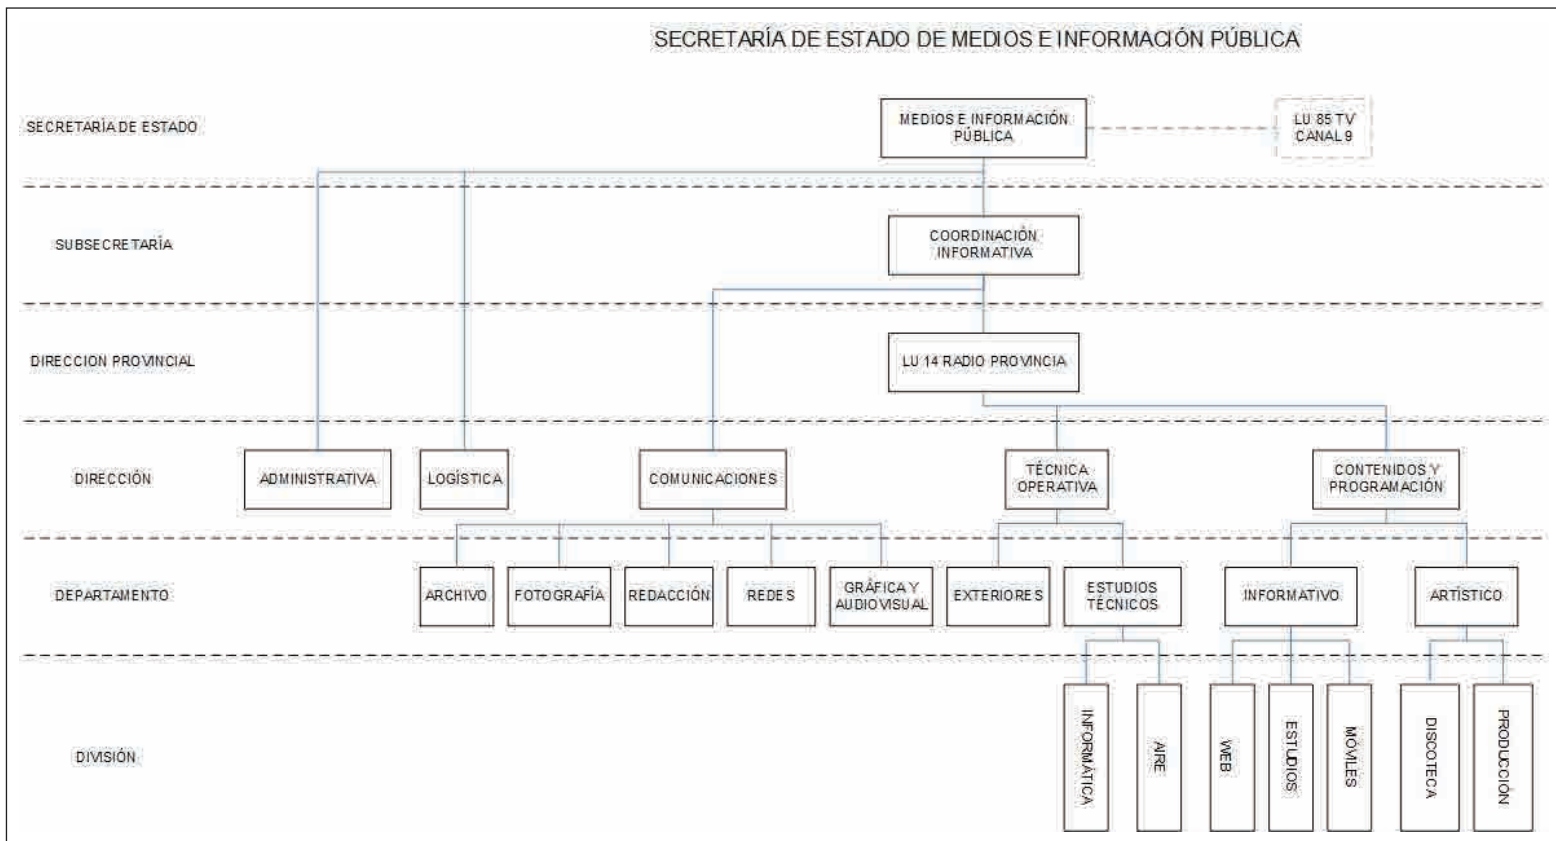 SECRETARÍA DE ESTADO DE MEDIOS E INFORMACIÓN PÚBLICA
SECRETARÍA DE ESTADO
MEDIOS E INFORMACIÓN
PÚBLICA
LU 85 TV
CANAL 9
SUBSECRETARÍA
COORDINACIÓN
INFORMATIVA
DIRECCION PROVINCIAL
LU 14 RADIO PROVINCIA
DIRECCIÓN
ADMINISTRATIVA
LOGÍSTICA
COMUNICACIONES
TÉCNICA
OPERATIVA
CONTENIDOS Y
PROGRAMACIÓN
DEPARTAMENTO
ARCHIVO
FOTOGRAFÍA
REDACCIÓN
REDES
GRÁFICA Y
AUDIOVISUAL
EXTERIORES
ESTUDIOS
TÉCNICOS
INFORMATIVO
ARTÍSTICO
DIVISIÓN
INFORMÁTICA
AIRE
WEB
ESTUDIOS
MÓVILES
DISCOTECA
PRODUCCIÓN